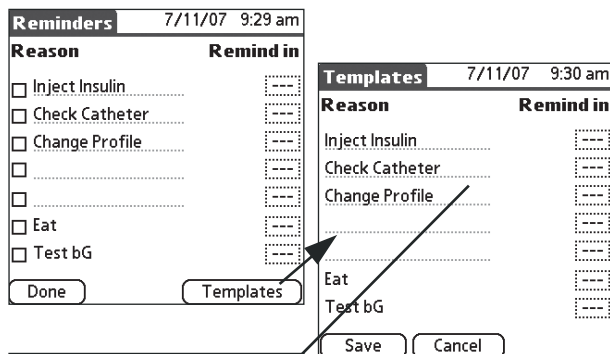 Reminders 7/11/07 9:29 am
Reason Remind in
Inject Insulin ---
Check Catheter ---
Change Profile ---
---
---
Eat ---
Test bG ---
Done Templates
Templates 7/11/07 9:30 am
Reason Remind in
Inject Insulin ---
Check Catheter ---
Change Profile ---
---
---
Eat ---
Test bG ---
Save Cancel